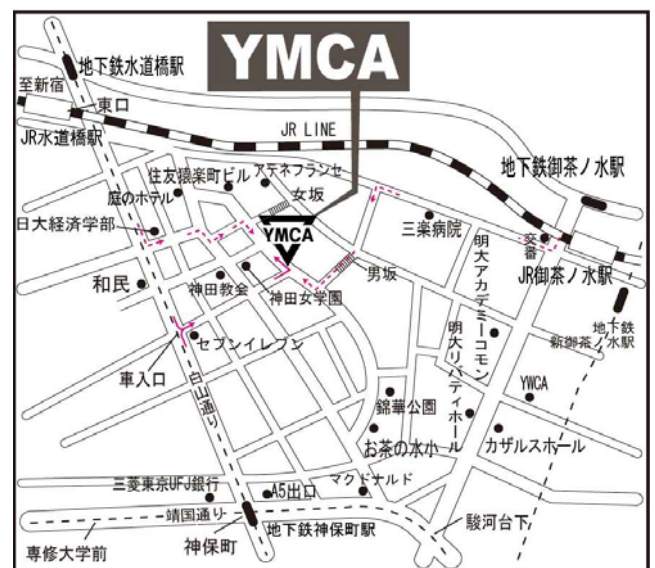 YMCA
地下鉄水道橋駅
至新宿
東口
JR水道橋駅
JR LINE
地下鉄御茶ノ水駅
住友猿楽町ビル
アテネフランセ
女坂
庭のホテル
日大経済学部
YMCA
三楽病院
交番
JR御茶ノ水駅
男坂
明大アカデミーコモン
和民
神田教会
神田女学園
地下鉄
新御茶ノ水駅
セブンイレブン
車入口
明大リバティホール
白山通り
YWCA
錦華公園
お茶の水小
カザルスホール
三菱東京UFJ銀行
A5出口
マクドナルド
靖国通り
地下鉄神保町駅
駿河台下
専修大学前
神保町